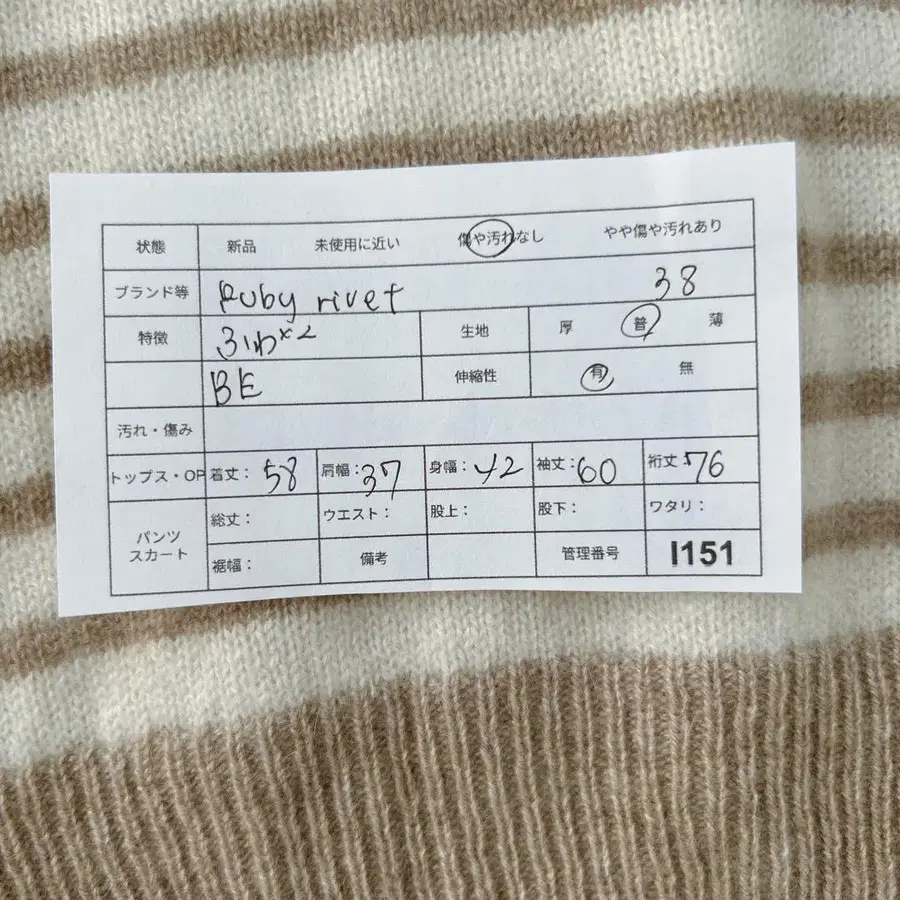 状態 新品 未使用に近い 傷や汚れなし やや傷や汚れあり
ブランド等 Ruby rivet 38
特徴 ふわ×2 生地 厚 普 薄
BE 伸縮性 有 無
汚れ・傷み
トップス・OP 着丈：58 肩幅：37 身幅：42 袖丈：60 裄丈：76
パンツ スカート 総丈： ウエスト： 股上： 股下： ワタリ：
裾幅： 備考 管理番号 I151